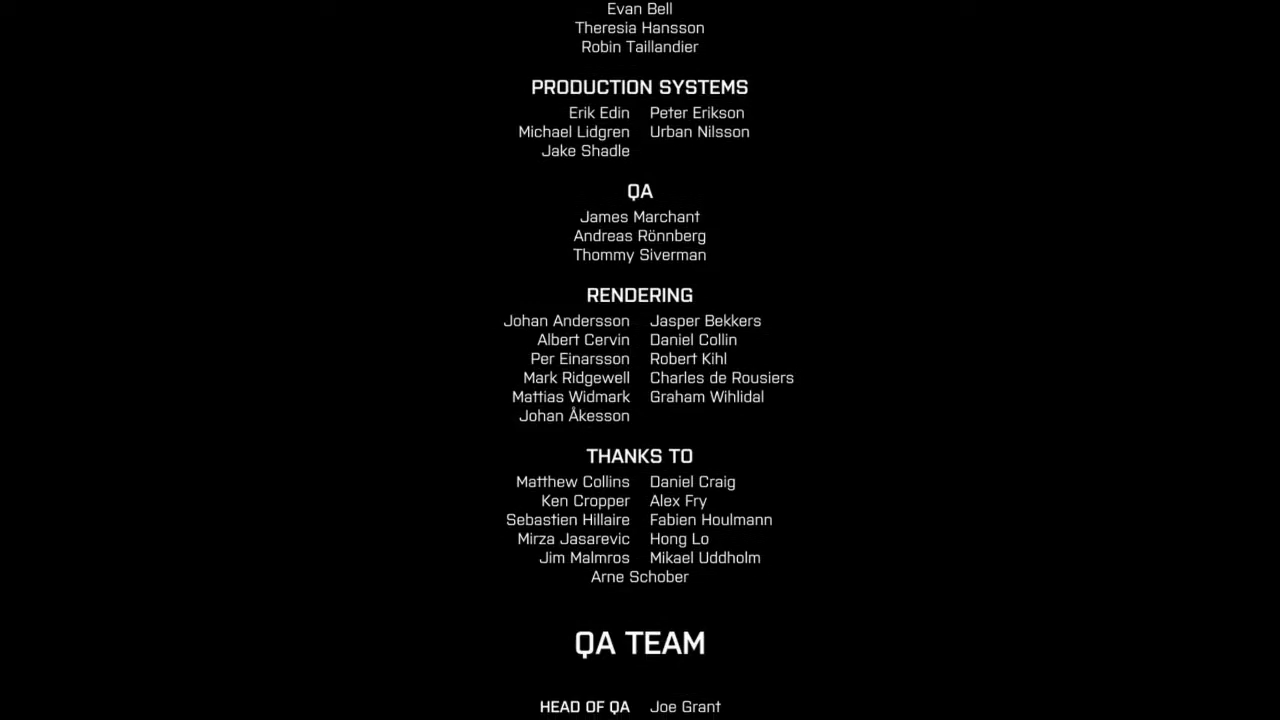 Evan Bell
Theresia Hansson
Robin Taillandier
PRODUCTION SYSTEMS
Erik Edin Peter Erikson
Michael Lidgren Urban Nilsson
Jake Shadle
QA
James Marchant
Andreas Rönnberg
Thommy Siverman
RENDERING
Johan Andersson Jasper Bekkers
Albert Cervin Daniel Collin
Per Einarsson Robert Kihl
Mark Ridgewell Charles de Rousiers
Mattias Widmark Graham Wihlidal
Johan Åkesson
THANKS TO
Matthew Collins Daniel Craig
Ken Cropper Alex Fry
Sebastien Hillaire Fabien Houlmann
Mirza Jasarevic Hong Lo
Jim Malmros Mikael Uddholm
Arne Schober
QA TEAM
HEAD OF QA Joe Grant